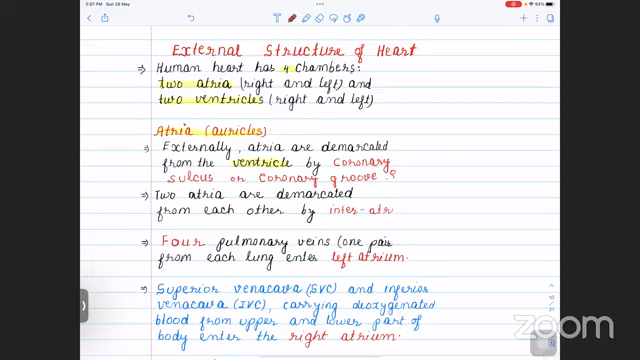 5:07 PM Sun 28 May
93%
External Structure of Heart
⇒ Human heart has 4 chambers:
two atria (right and left) and
two ventricles (right and left)
Atria (auricles)
⇒ Externally, atria are demarcated
from the ventricle by coronary
sulcus or coronary groove.
⇒ Two atria are demarcated
from each other by inter-atr
⇒ Four pulmonary veins (one pair
from each lung enter left atrium.
⇒ Superior venacava (SVC) and inferior
venacava (IVC), carrying deoxygenated
blood from upper and lower part of
body enter the right atrium.
zoom